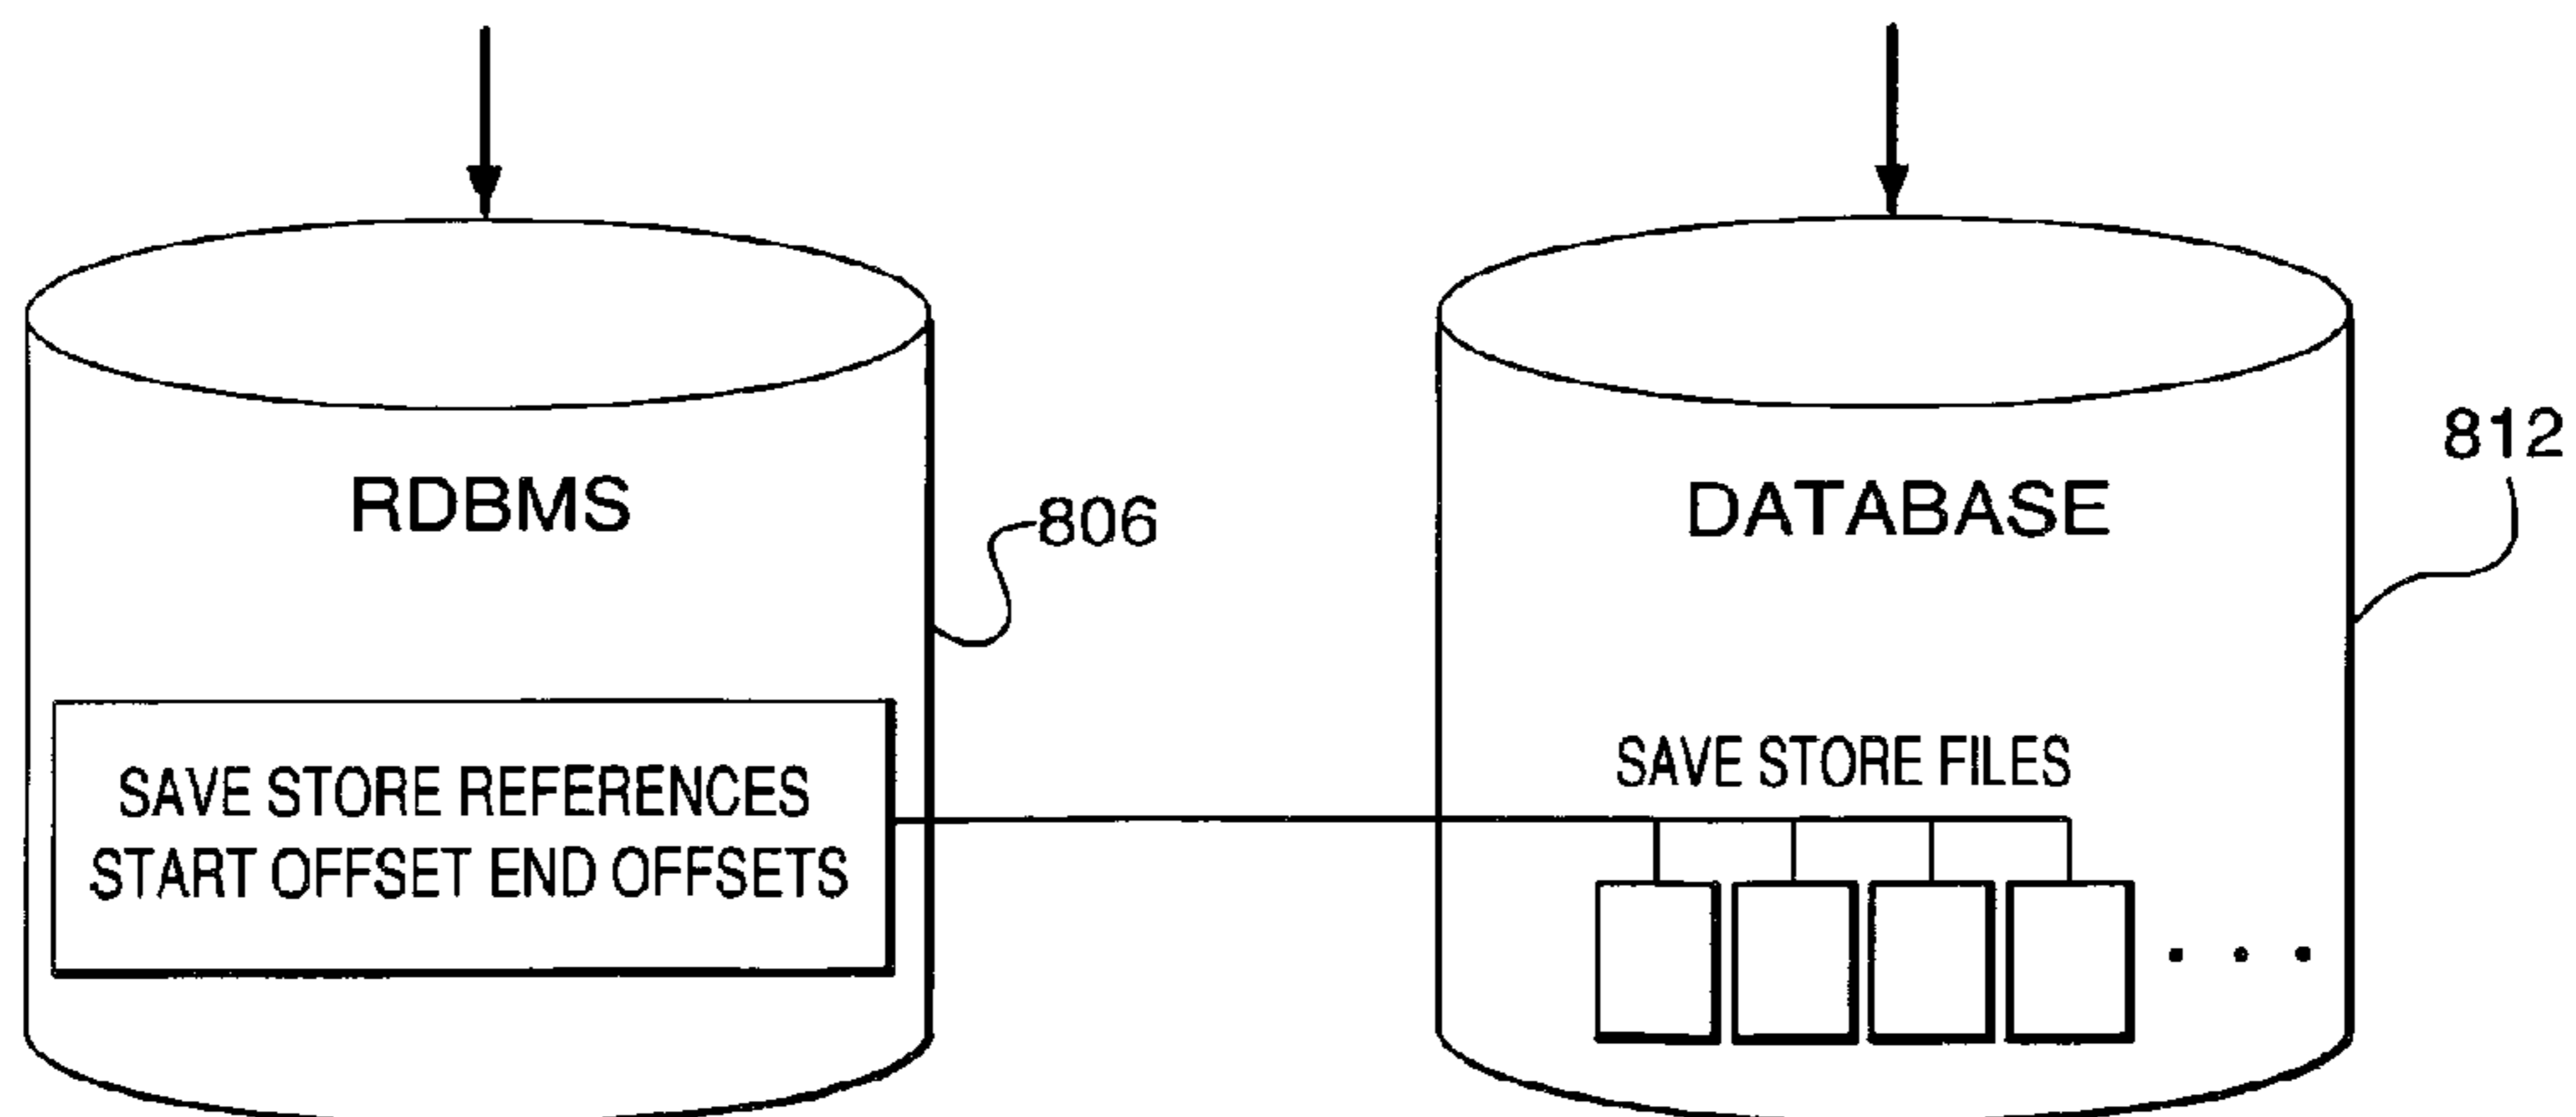 RDBMS
806
SAVE STORE REFERENCES
START OFFSET END OFFSETS
DATABASE
812
SAVE STORE FILES